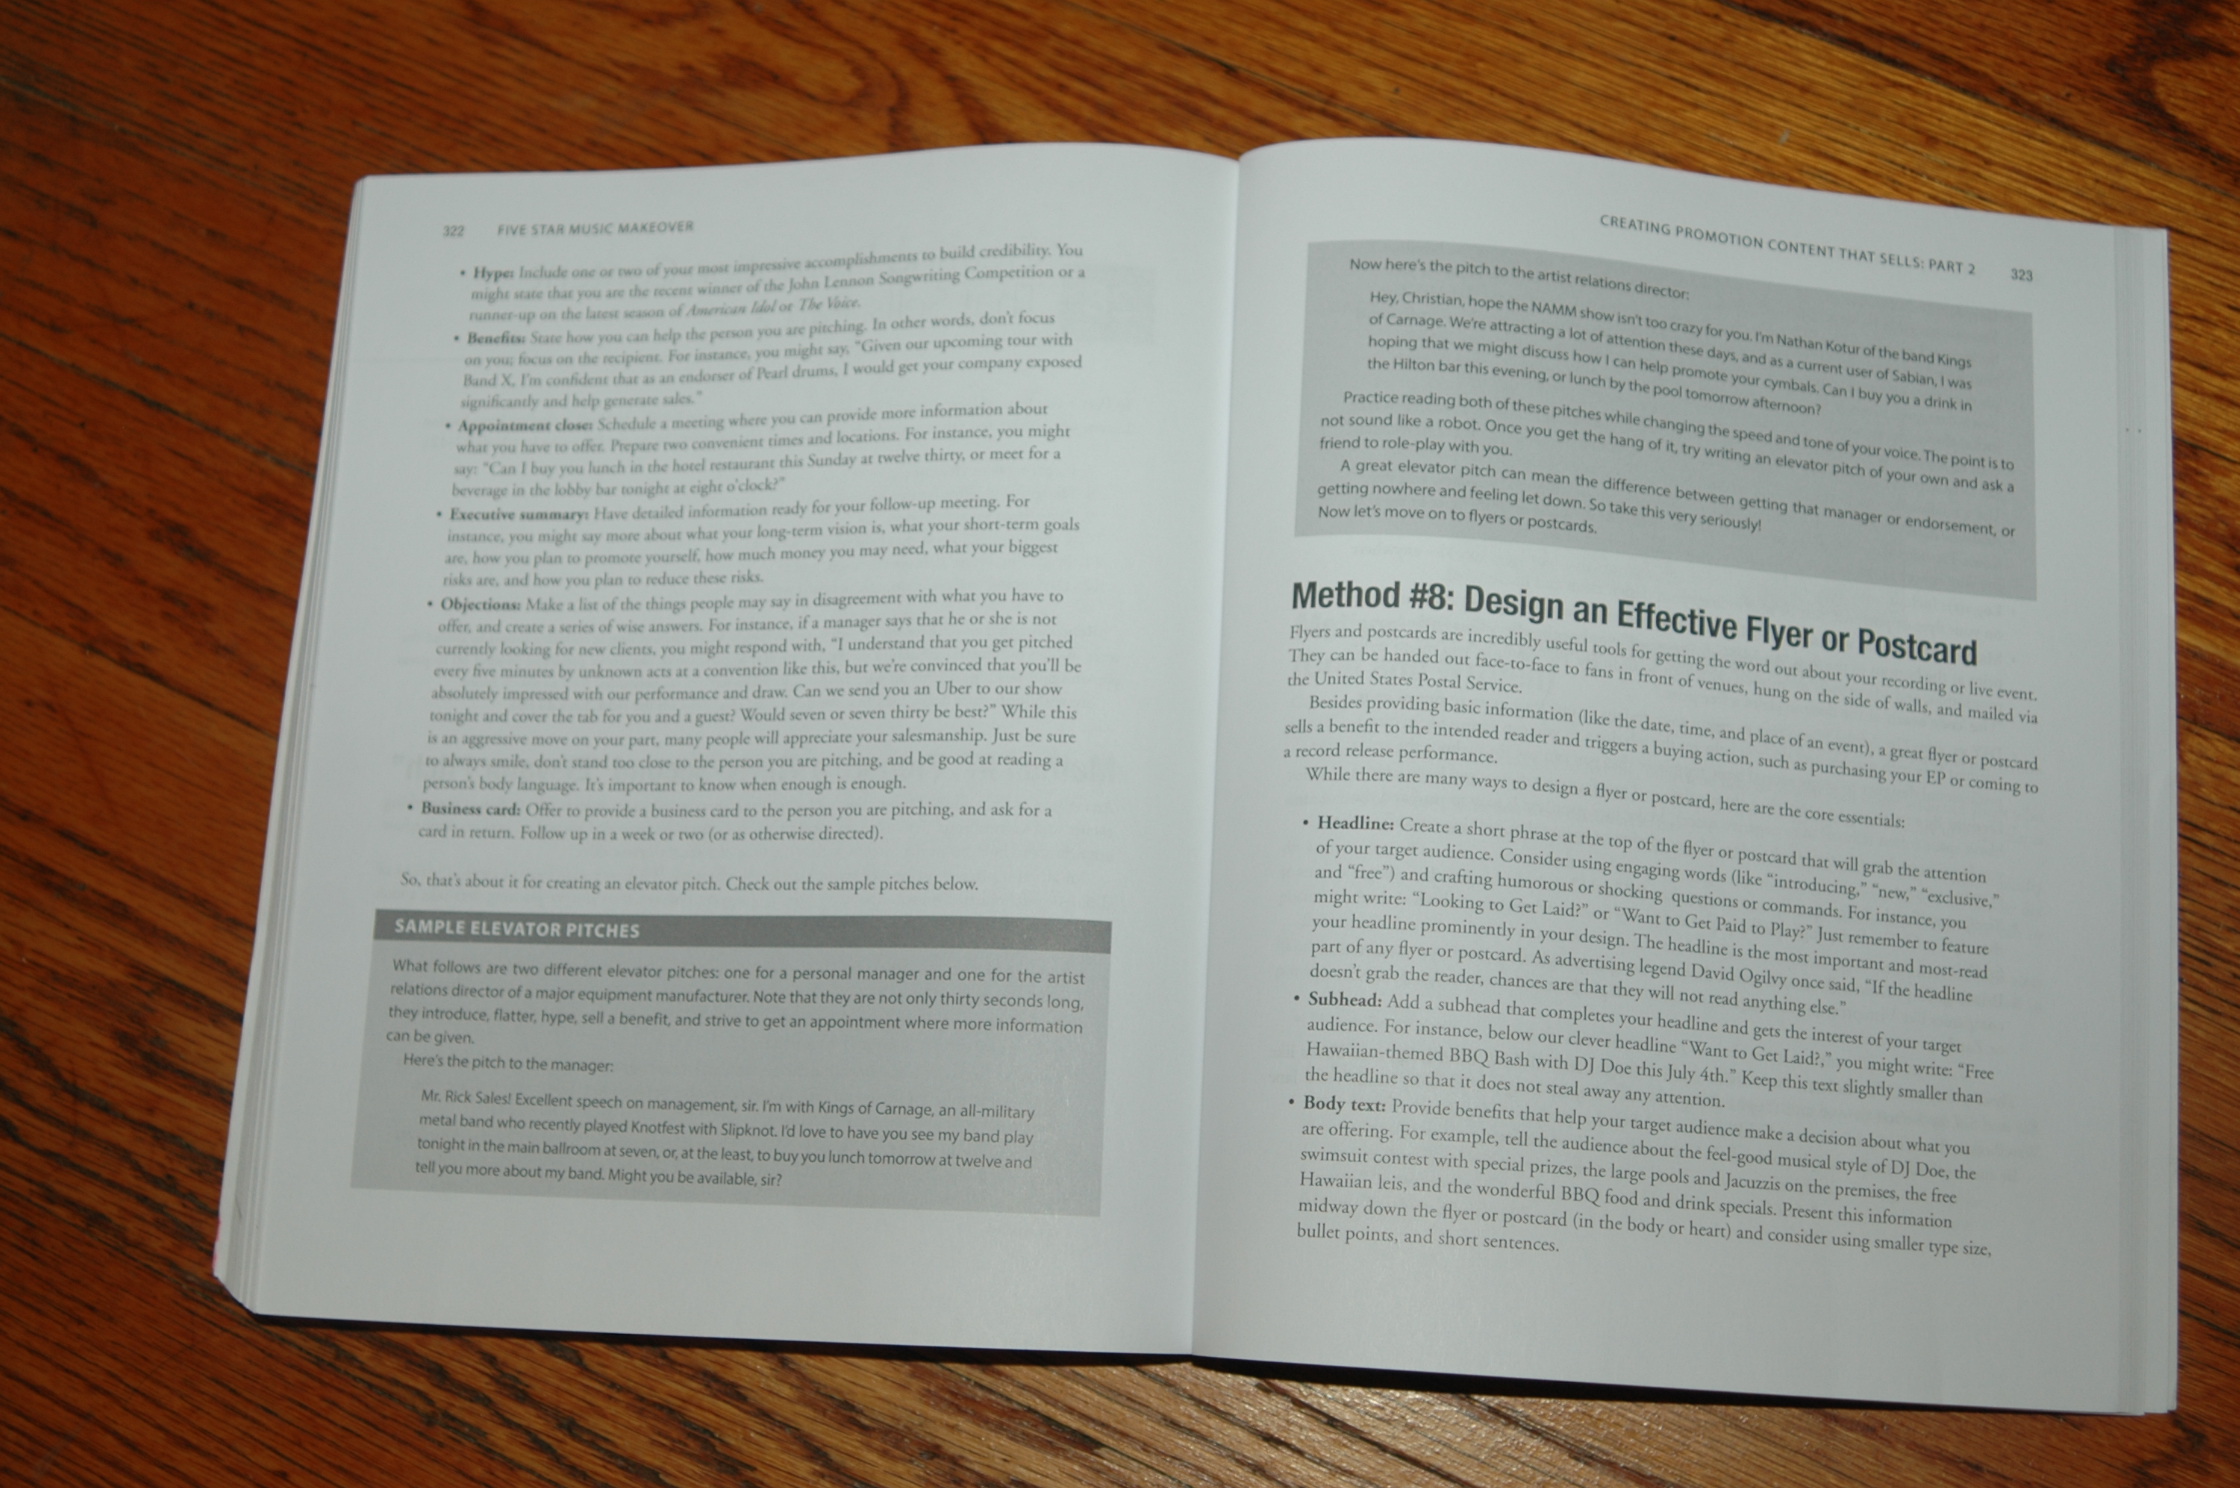 322 FIVE STAR MUSIC MAKEOVER
• Hype: Include one or two of your most impressive accomplishments to build credibility. You
might state that you are the recent winner of the John Lennon Songwriting Competition or a
runner-up on the latest season of American Idol or The Voice.
• Benefits: State how you can help the person you are pitching. In other words, don't focus
on you; focus on the recipient. For instance, you might say, "Given our upcoming tour with
Band X, I'm confident that as an endorser of Pearl drums, I would get your company exposed
significantly and help generate sales."
• Appointment close: Schedule a meeting where you can provide more information about
what you have to offer. Prepare two convenient times and locations. For instance, you might
say: "Can I buy you lunch in the hotel restaurant this Sunday at twelve thirty, or meet for a
beverage in the lobby bar tonight at eight o'clock?"
• Executive summary: Have detailed information ready for your follow-up meeting. For
instance, you might say more about what your long-term vision is, what your short-term goals
are, how you plan to promote yourself, how much money you may need, what your biggest
risks are, and how you plan to reduce these risks.
• Objections: Make a list of the things people may say in disagreement with what you have to
offer, and create a series of wise answers. For instance, if a manager says that he or she is not
currently looking for new clients, you might respond with, "I understand that you get pitched
every five minutes by unknown acts at a convention like this, but we're convinced that you'll be
absolutely impressed with our performance and draw. Can we send you an Uber to our show
tonight and cover the tab for you and a guest? Would seven or seven thirty be best?" While this
is an aggressive move on your part, many people will appreciate your salesmanship. Just be sure
to always smile, don't stand too close to the person you are pitching, and be good at reading a
person's body language. It's important to know when enough is enough.
• Business card: Offer to provide a business card to the person you are pitching, and ask for a
card in return. Follow up in a week or two (or as otherwise directed).
So, that's about it for creating an elevator pitch. Check out the sample pitches below.
SAMPLE ELEVATOR PITCHES
What follows are two different elevator pitches: one for a personal manager and one for the artist
relations director of a major equipment manufacturer. Note that they are not only thirty seconds long,
they introduce, flatter, hype, sell a benefit, and strive to get an appointment where more information
can be given.
Here's the pitch to the manager:
Mr. Rick Sales! Excellent speech on management, sir. I'm with Kings of Carnage, an all-military
metal band who recently played Knotfest with Slipknot. I'd love to have you see my band play
tonight in the main ballroom at seven, or, at the least, to buy you lunch tomorrow at twelve and
tell you more about my band. Might you be available, sir?
CREATING PROMOTION CONTENT THAT SELLS: PART 2 323
Now here's the pitch to the artist relations director:
Hey, Christian, hope the NAMM show isn't too crazy for you. I'm Nathan Kotur of the band Kings
of Carnage. We're attracting a lot of attention these days, and as a current user of Sabian, I was
hoping that we might discuss how I can help promote your cymbals. Can I buy you a drink in
the Hilton bar this evening, or lunch by the pool tomorrow afternoon?
Practice reading both of these pitches while changing the speed and tone of your voice. The point is to
not sound like a robot. Once you get the hang of it, try writing an elevator pitch of your own and ask a
friend to role-play with you.
A great elevator pitch can mean the difference between getting that manager or endorsement, or
getting nowhere and feeling let down. So take this very seriously!
Now let's move on to flyers or postcards.
Method #8: Design an Effective Flyer or Postcard
Flyers and postcards are incredibly useful tools for getting the word out about your recording or live event.
They can be handed out face-to-face to fans in front of venues, hung on the side of walls, and mailed via
the United States Postal Service.
Besides providing basic information (like the date, time, and place of an event), a great flyer or postcard
sells a benefit to the intended reader and triggers a buying action, such as purchasing your EP or coming to
a record release performance.
While there are many ways to design a flyer or postcard, here are the core essentials:
• Headline: Create a short phrase at the top of the flyer or postcard that will grab the attention
of your target audience. Consider using engaging words (like "introducing," "new," "exclusive,"
and "free") and crafting humorous or shocking questions or commands. For instance, you
might write: "Looking to Get Laid?" or "Want to Get Paid to Play?" Just remember to feature
your headline prominently in your design. The headline is the most important and most-read
part of any flyer or postcard. As advertising legend David Ogilvy once said, "If the headline
doesn't grab the reader, chances are that they will not read anything else."
• Subhead: Add a subhead that completes your headline and gets the interest of your target
audience. For instance, below our clever headline "Want to Get Laid?," you might write: "Free
Hawaiian-themed BBQ Bash with DJ Doe this July 4th." Keep this text slightly smaller than
the headline so that it does not steal away any attention.
• Body text: Provide benefits that help your target audience make a decision about what you
are offering. For example, tell the audience about the feel-good musical style of DJ Doe, the
swimsuit contest with special prizes, the large pools and Jacuzzis on the premises, the free
Hawaiian leis, and the wonderful BBQ food and drink specials. Present this information
midway down the flyer or postcard (in the body or heart) and consider using smaller type size,
bullet points, and short sentences.